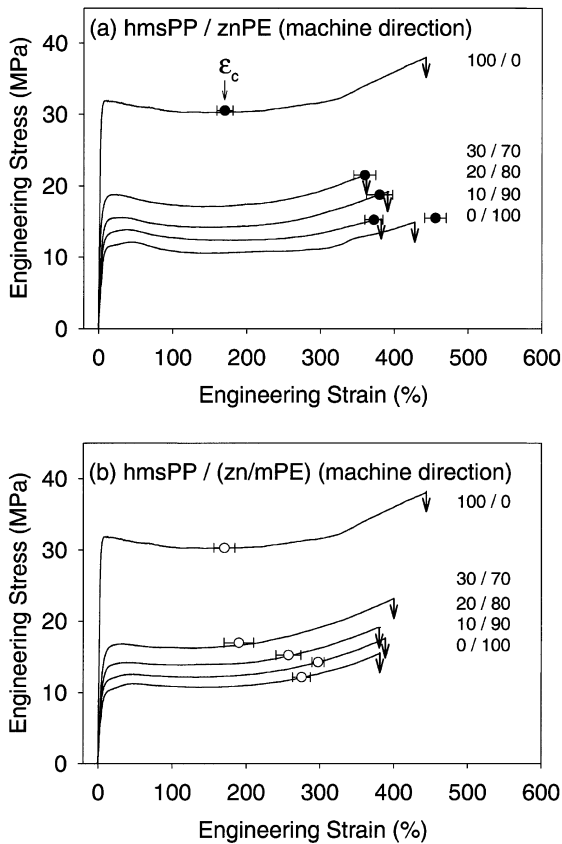 (a) hmsPP / znPE (machine direction)
40
100 / 0
εc
30
Engineering Stress (MPa)
30 / 70
20
20 / 80
10 / 90
0 / 100
10
0
0 100 200 300 400 500 600
Engineering Strain (%)
(b) hmsPP / (zn/mPE) (machine direction)
40
100 / 0
30
Engineering Stress (MPa)
30 / 70
20 / 80
20
10 / 90
0 / 100
10
0
0 100 200 300 400 500 600
Engineering Strain (%)